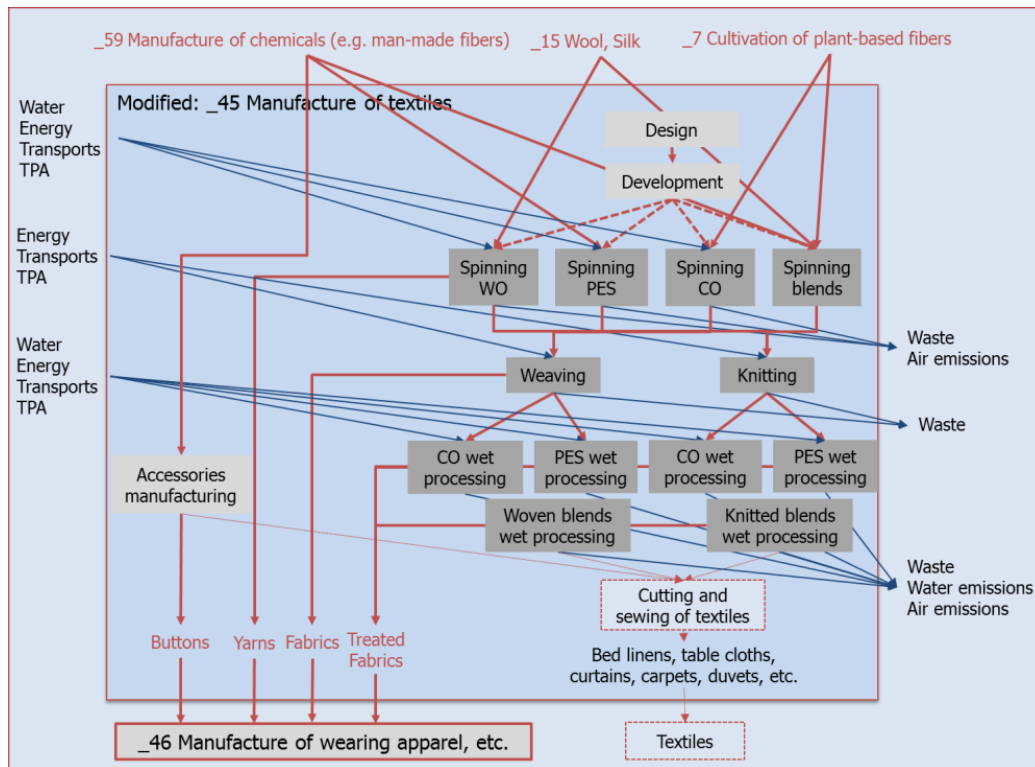 _59 Manufacture of chemicals (e.g. man-made fibers)
_15 Wool, Silk
_7 Cultivation of plant-based fibers
Modified: _45 Manufacture of textiles
Water
Energy
Transports
TPA
Design
Development
Energy
Transports
TPA
Spinning
WO
Spinning
PES
Spinning
CO
Spinning
blends
Waste
Air emissions
Water
Energy
Transports
TPA
Weaving
Knitting
Waste
CO wet
processing
PES wet
processing
CO wet
processing
PES wet
processing
Accessories
manufacturing
Woven blends
wet processing
Knitted blends
wet processing
Waste
Water emissions
Air emissions
Cutting and
sewing of textiles
Buttons
Yarns
Fabrics
Treated
Fabrics
Bed linens, table cloths,
curtains, carpets, duvets, etc.
_46 Manufacture of wearing apparel, etc.
Textiles